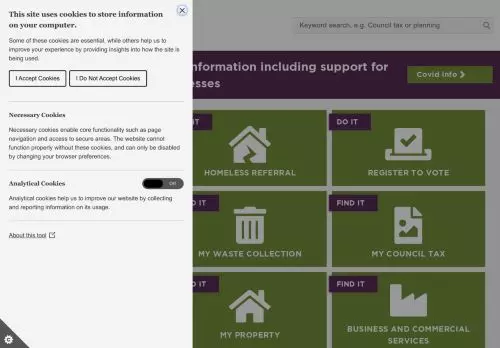 This site uses cookies to store information
on your computer.
Some of these cookies are essential, while others help us to
improve your experience by providing insights into how the site is
being used.
I Accept Cookies
I Do Not Accept Cookies
Necessary Cookies
Necessary cookies enable core functionality such as page
navigation and access to secure areas. The website cannot
function properly without these cookies, and can only be disabled
by changing your browser preferences.
Analytical Cookies
Off
Analytical cookies help us to improve our website by collecting
and reporting information on its usage.
About this tool
Keyword search, e.g. Council tax or planning
nformation including support for
esses
Covid info
IT
HOMELESS REFERRAL
DO IT
REGISTER TO VOTE
D IT
MY WASTE COLLECTION
FIND IT
MY COUNCIL TAX
D IT
MY PROPERTY
FIND IT
BUSINESS AND COMMERCIAL
SERVICES